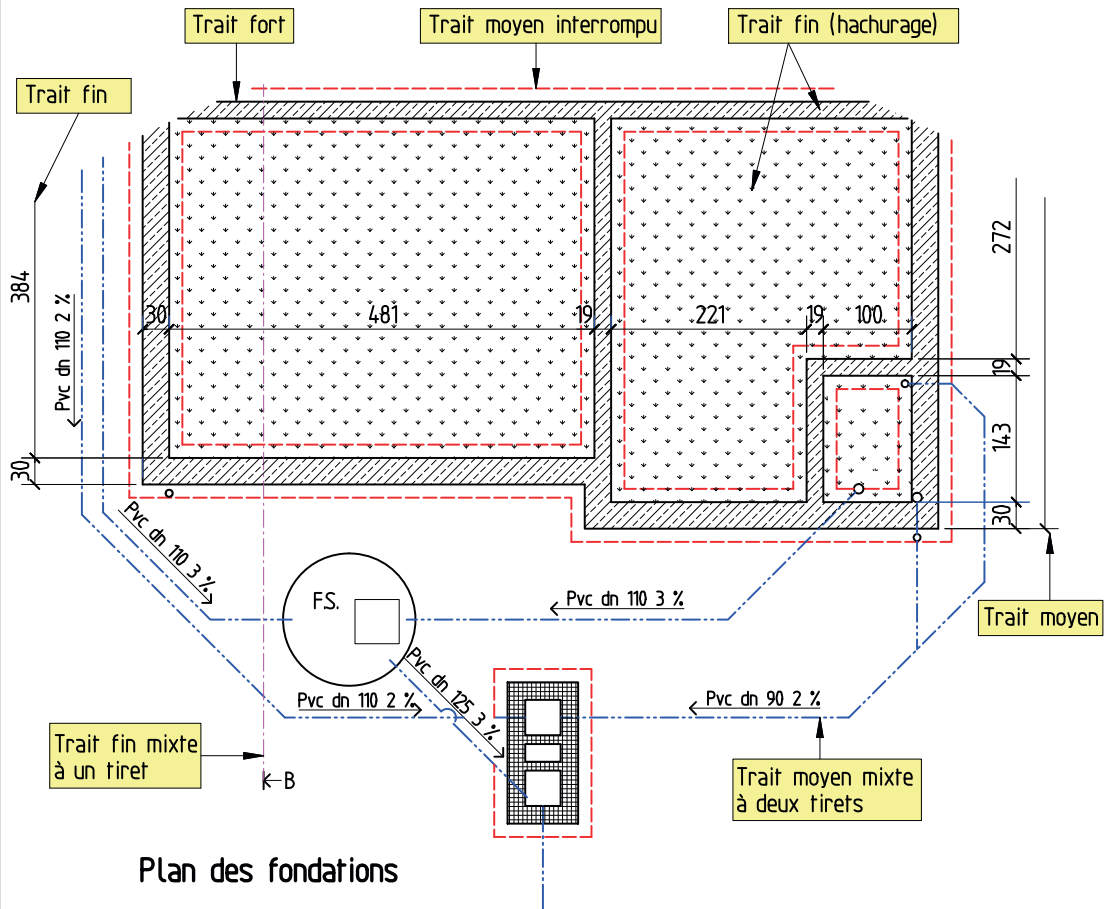 Trait fort
Trait moyen interrompu
Trait fin (hachurage)
Trait fin
384
30
Pvc dn 110 2 %
30
481
19
221
19
100
272
19
143
30
Pvc dn 110 3 %
F.S.
Pvc dn 110 3 %
Trait moyen
Pvc dn 125 3 %
Pvc dn 110 2 %
Pvc dn 90 2 %
Trait fin mixte
à un tiret
B
Trait moyen mixte
à deux tirets
Plan des fondations